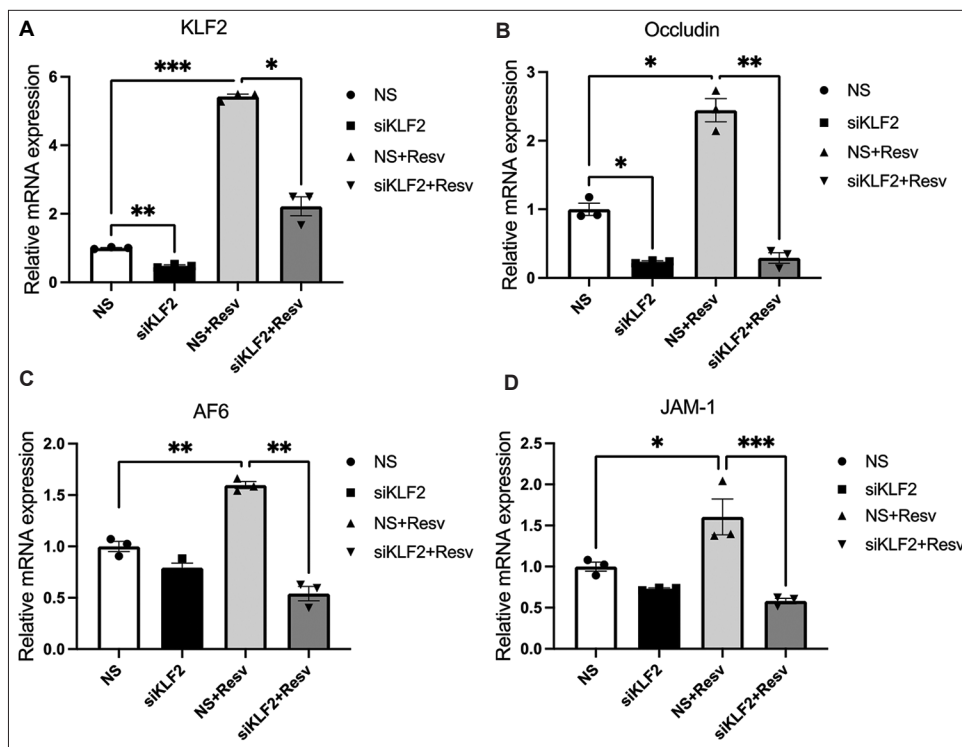 A
KLF2
Relative mRNA expression
6
4
2
0
***
*
**
NS
siKLF2
NS+Resv
siKLF2+Resv
NS
siKLF2
NS+Resv
siKLF2+Resv
B
Occludin
Relative mRNA expression
3
2
1
0
*
**
*
NS
siKLF2
NS+Resv
siKLF2+Resv
NS
siKLF2
NS+Resv
siKLF2+Resv
C
AF6
Relative mRNA expression
2.0
1.5
1.0
0.5
0.0
**
**
NS
siKLF2
NS+Resv
siKLF2+Resv
NS
siKLF2
NS+Resv
siKLF2+Resv
D
JAM-1
Relative mRNA expression
2.5
2.0
1.5
1.0
0.5
0.0
*
***
NS
siKLF2
NS+Resv
siKLF2+Resv
NS
siKLF2
NS+Resv
siKLF2+Resv